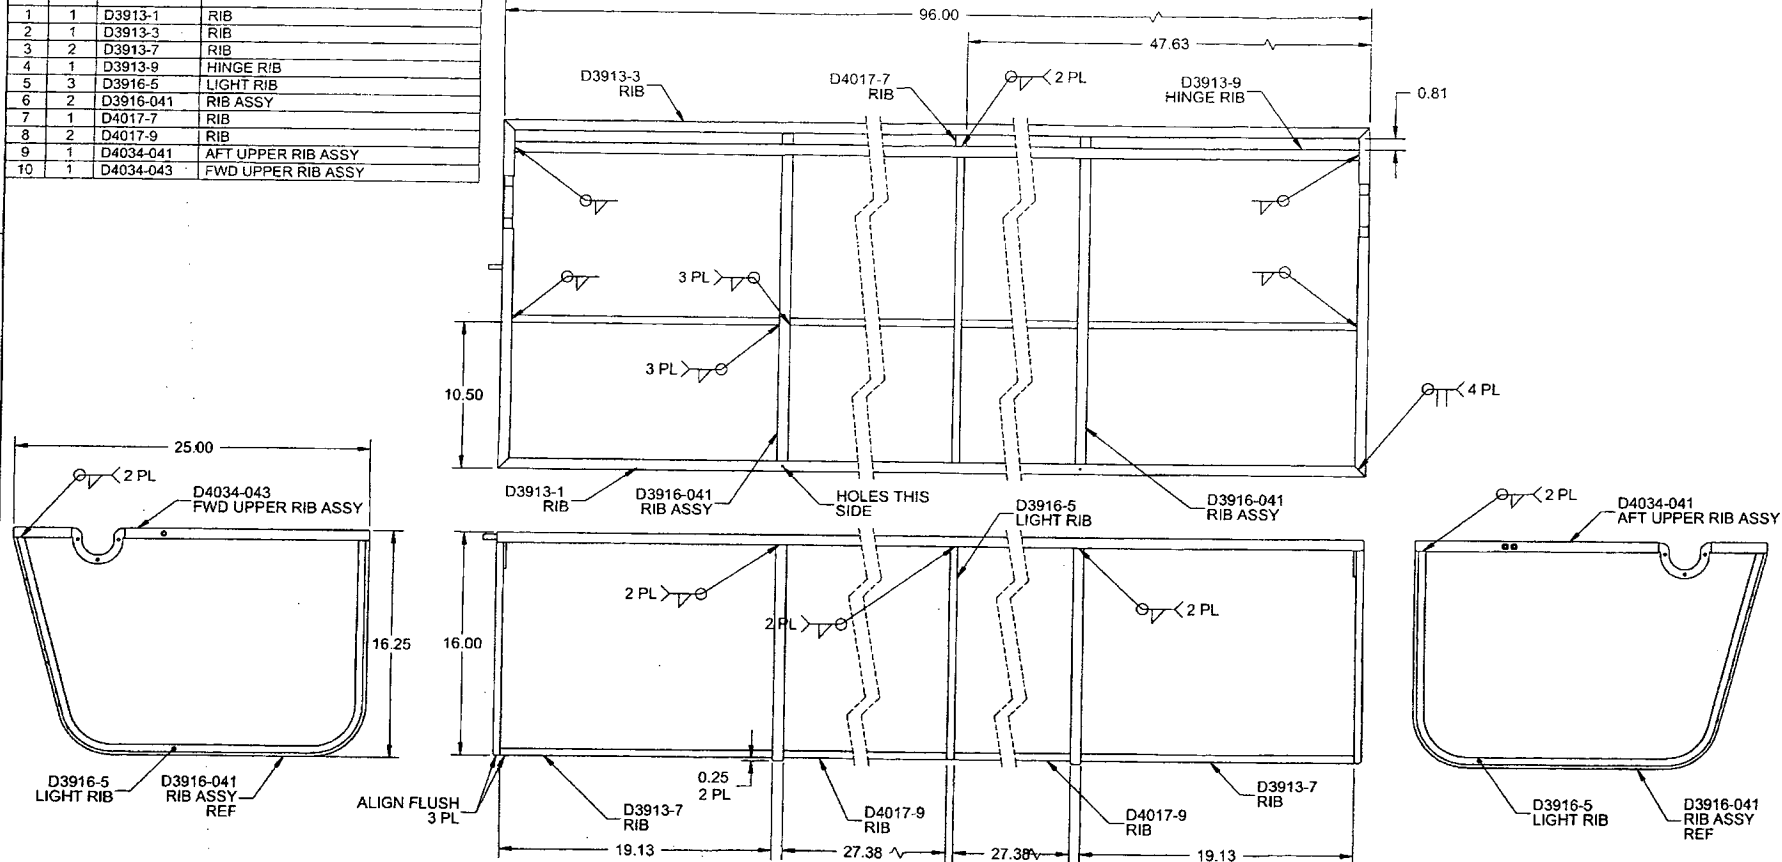 1 1 D3913-1 RIB
2 1 D3913-3 RIB
3 2 D3913-7 RIB
4 1 D3913-9 HINGE RIB
5 3 D3916-5 LIGHT RIB
6 2 D3916-041 RIB ASSY
7 1 D4017-7 RIB
8 2 D4017-9 RIB
9 1 D4034-041 AFT UPPER RIB ASSY
10 1 D4034-043 FWD UPPER RIB ASSY
96.00
47.63
D3913-3
RIB
D4017-7
RIB
2 PL
D3913-9
HINGE RIB
0.81
3 PL
3 PL
10.50
4 PL
D3913-1
RIB
D3916-041
RIB ASSY
HOLES THIS
SIDE
D3916-041
RIB ASSY
25.00
2 PL
D4034-043
FWD UPPER RIB ASSY
16.25
D3916-5
LIGHT RIB
D3916-041
RIB ASSY
REF
D3916-5
LIGHT RIB
16.00
2 PL
2 PL
2 PL
ALIGN FLUSH
3 PL
D3913-7
RIB
0.25
2 PL
D4017-9
RIB
D4017-9
RIB
D3913-7
RIB
19.13
27.38
27.38
19.13
2 PL
D4034-041
AFT UPPER RIB ASSY
D3916-5
LIGHT RIB
D3916-041
RIB ASSY
REF